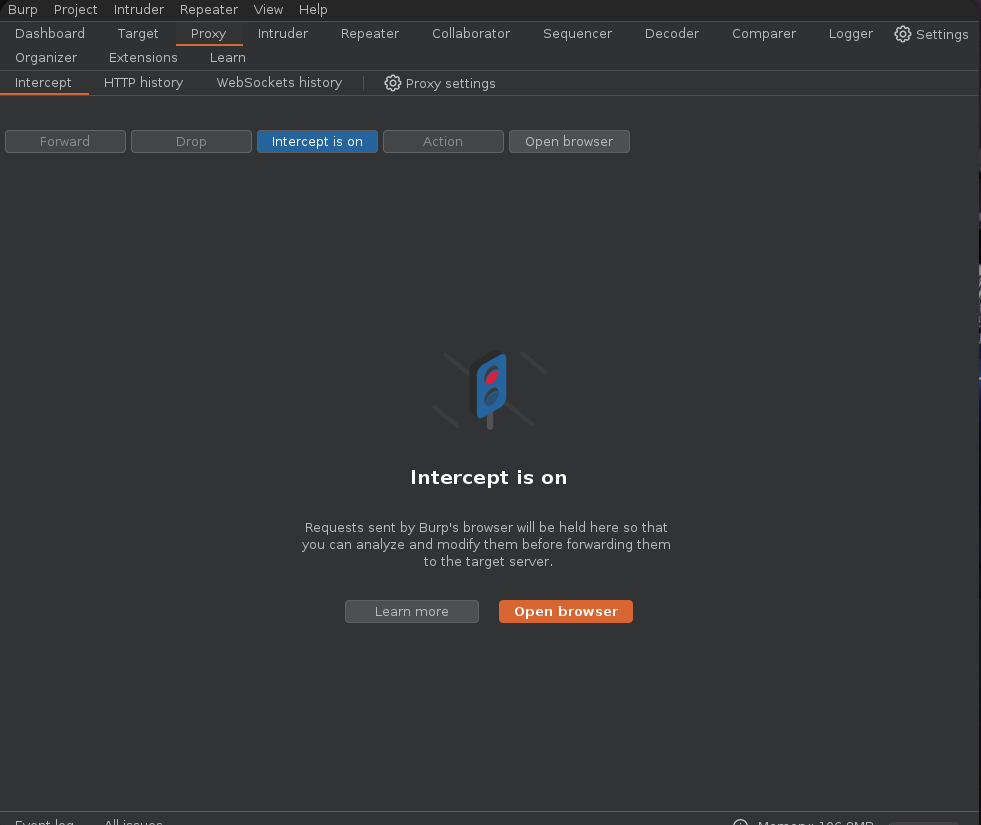 Burp Project Intruder Repeater View Help
Dashboard Target Proxy Intruder Repeater Collaborator Sequencer Decoder Comparer Logger Settings
Organizer Extensions Learn
Intercept HTTP history WebSockets history Proxy settings
Forward Drop Intercept is on Action Open browser
Intercept is on
Requests sent by Burp's browser will be held here so that
you can analyze and modify them before forwarding them
to the target server.
Learn more Open browser
Event log All issues Memory: 106.8MB